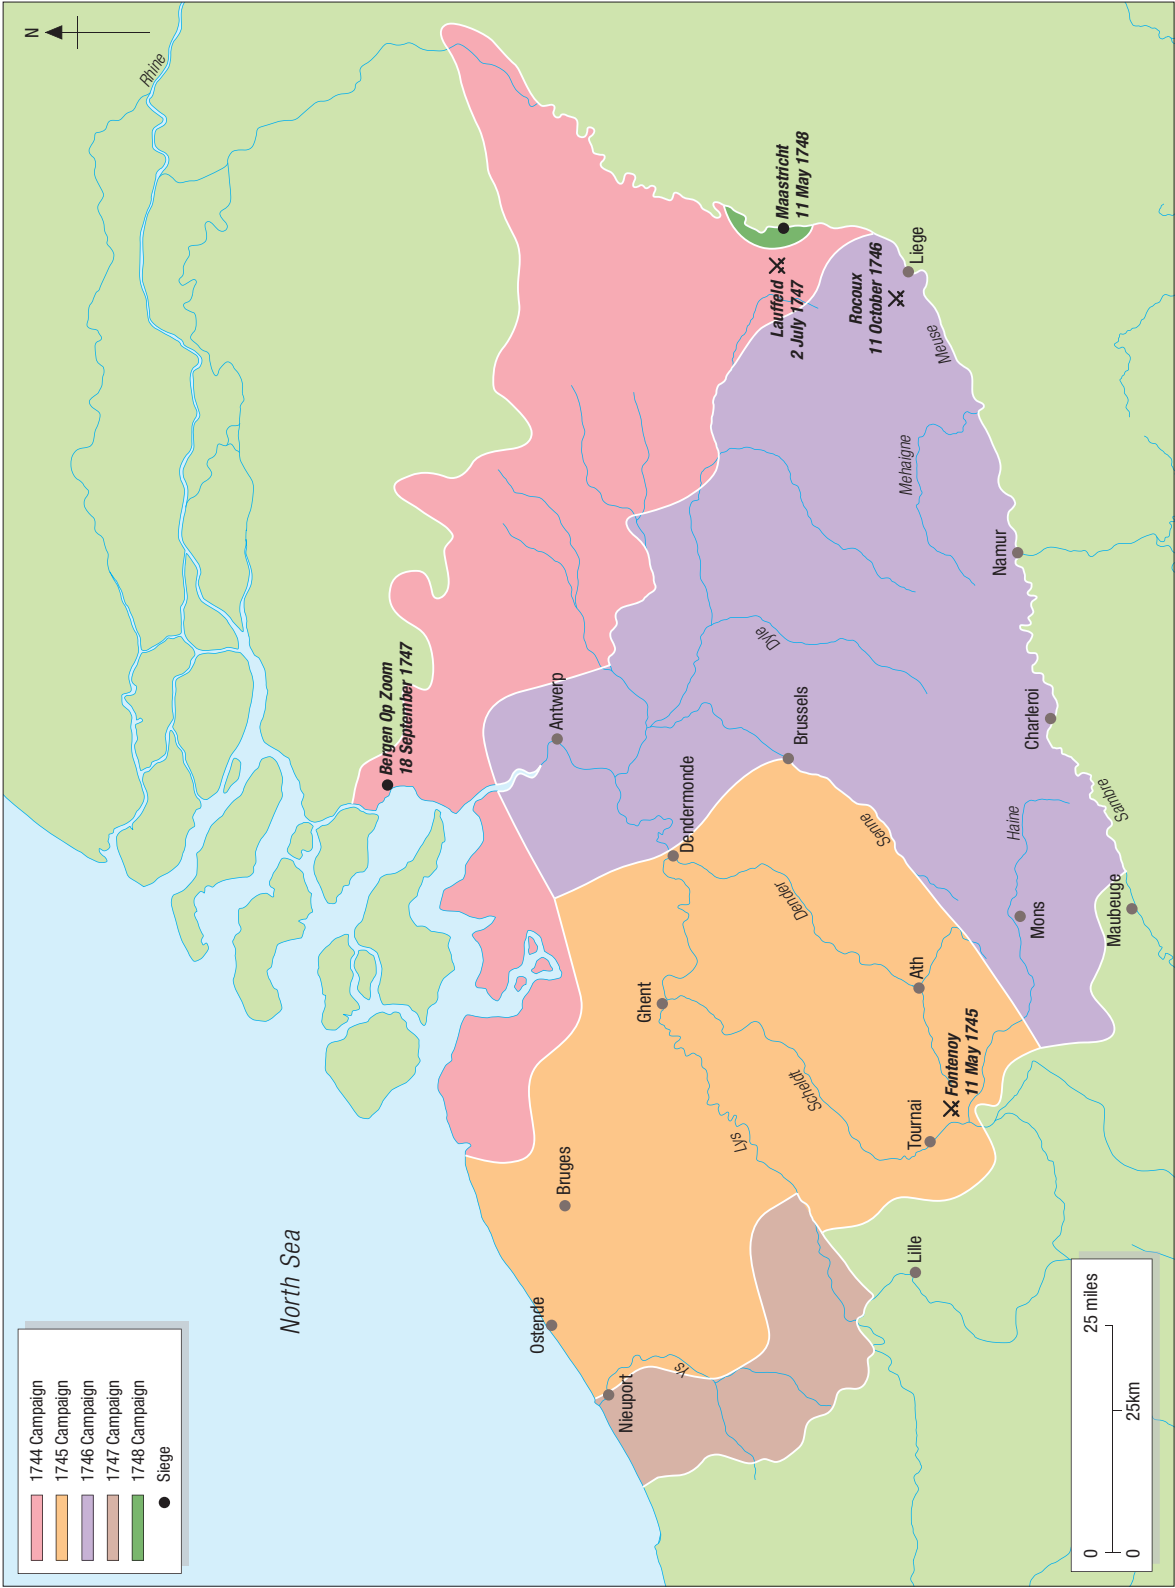 1744 Campaign
1745 Campaign
1746 Campaign
1747 Campaign
1748 Campaign
Siege
N
North Sea
Rhine
Bergen Op Zoom
18 September 1747
Maastricht
11 May 1748
Lauffeld
2 July 1747
Rocoux
11 October 1746
Liege
Meuse
Mehaigne
Namur
Antwerp
Dyle
Brussels
Charleroi
Dendermonde
Senne
Haine
Sambre
Dender
Mons
Maubeuge
Ghent
Ath
Fontenoy
11 May 1745
Scheldt
Tournai
Lys
Bruges
Ostende
Nieuport
Ys
Lille
0
25 miles
0
25km